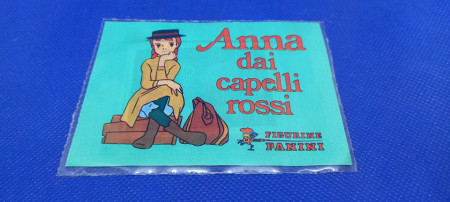 Anna
dai
capelli
rossi
FIGURINE
PANINI